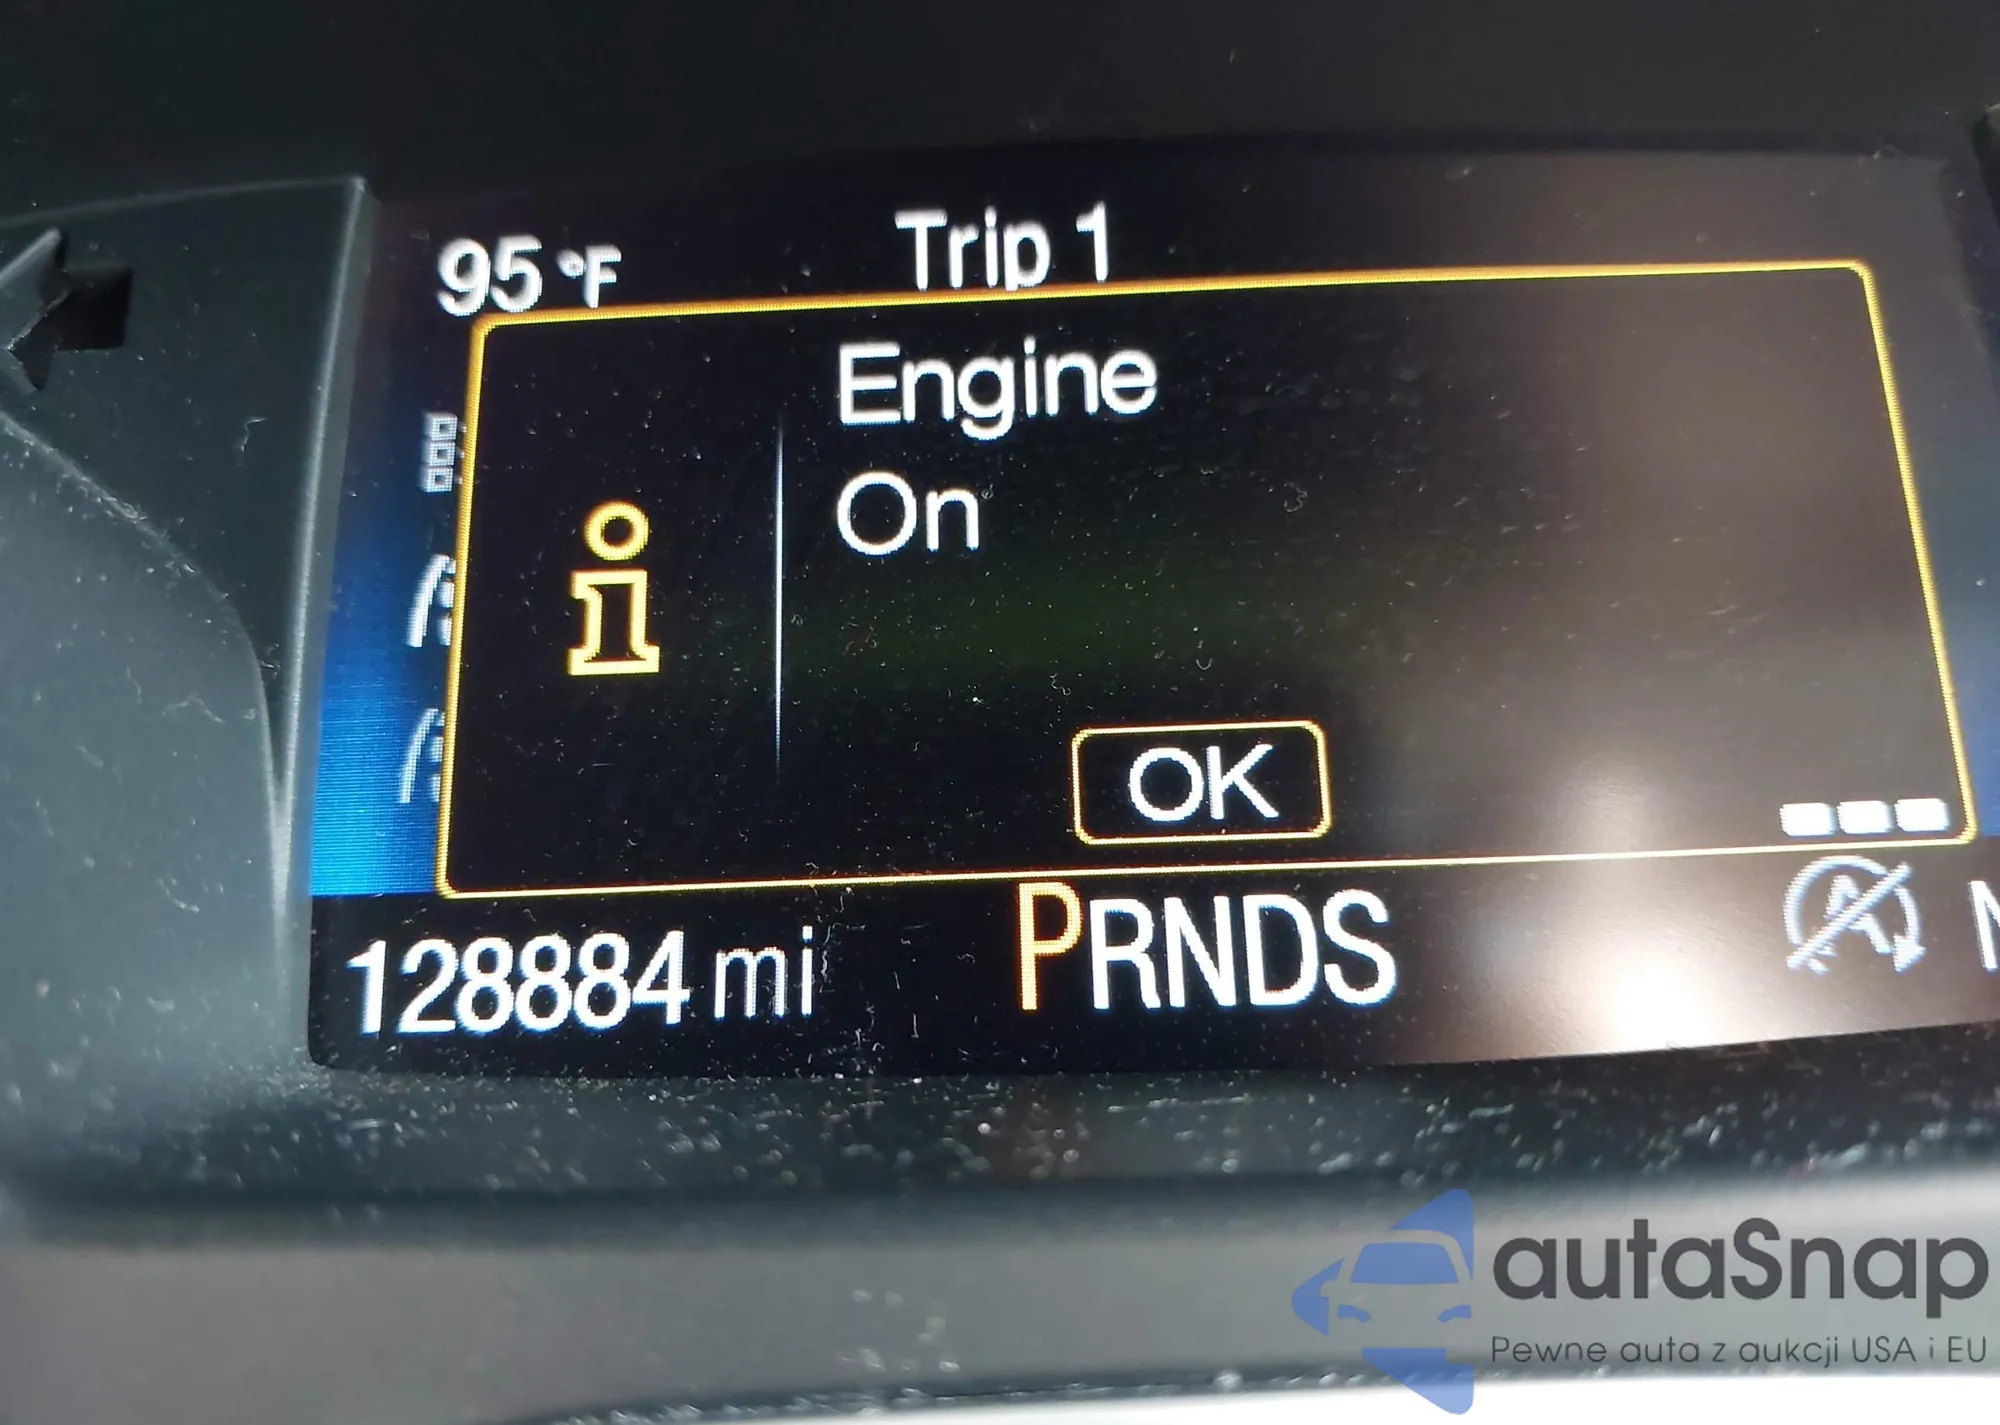 95 °F Trip 1
Engine
On
OK
128884 mi PRNDS
autaSnap
Pewne auta z aukcji USA i EU